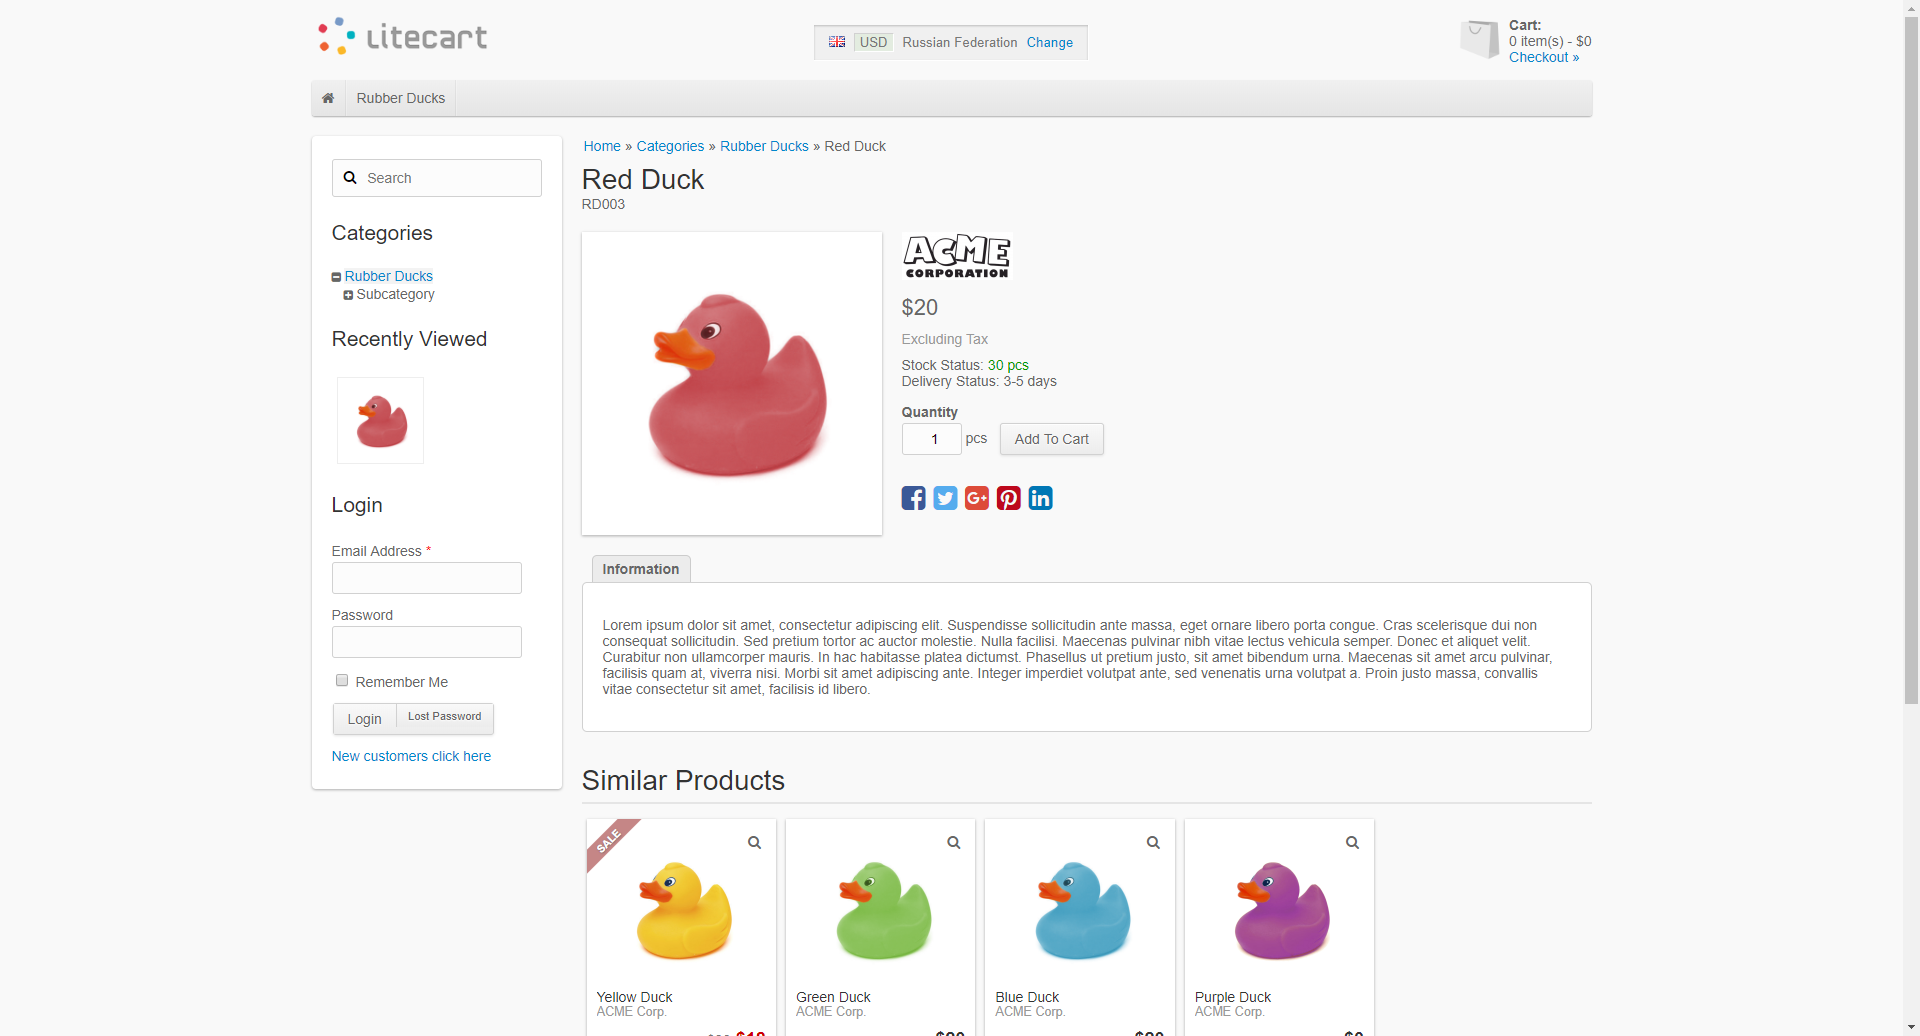 litecart
USD Russian Federation Change
Cart:
0 item(s) - $0
Checkout »
Rubber Ducks
Search
Categories
Rubber Ducks
Subcategory
Recently Viewed
Login
Email Address *
Password
Remember Me
Login Lost Password
New customers click here
Home » Categories » Rubber Ducks » Red Duck
Red Duck
RD003
ACME
CORPORATION
$20
Excluding Tax
Stock Status: 30 pcs
Delivery Status: 3-5 days
Quantity
1 pcs Add To Cart
Information
Lorem ipsum dolor sit amet, consectetur adipiscing elit. Suspendisse sollicitudin ante massa, eget ornare libero porta congue. Cras scelerisque dui non
consequat sollicitudin. Sed pretium tortor ac auctor molestie. Nulla facilisi. Maecenas pulvinar nibh vitae lectus vehicula semper. Donec et aliquet velit.
Curabitur non ullamcorper mauris. In hac habitasse platea dictumst. Phasellus ut pretium justo, sit amet bibendum urna. Maecenas sit amet arcu pulvinar,
facilisis quam at, viverra nisi. Morbi sit amet adipiscing ante. Integer imperdiet volutpat ante, sed venenatis urna volutpat a. Proin justo massa, convallis
vitae consectetur sit amet, facilisis id libero.
Similar Products
SALE
Yellow Duck
ACME Corp.
Green Duck
ACME Corp.
Blue Duck
ACME Corp.
Purple Duck
ACME Corp.